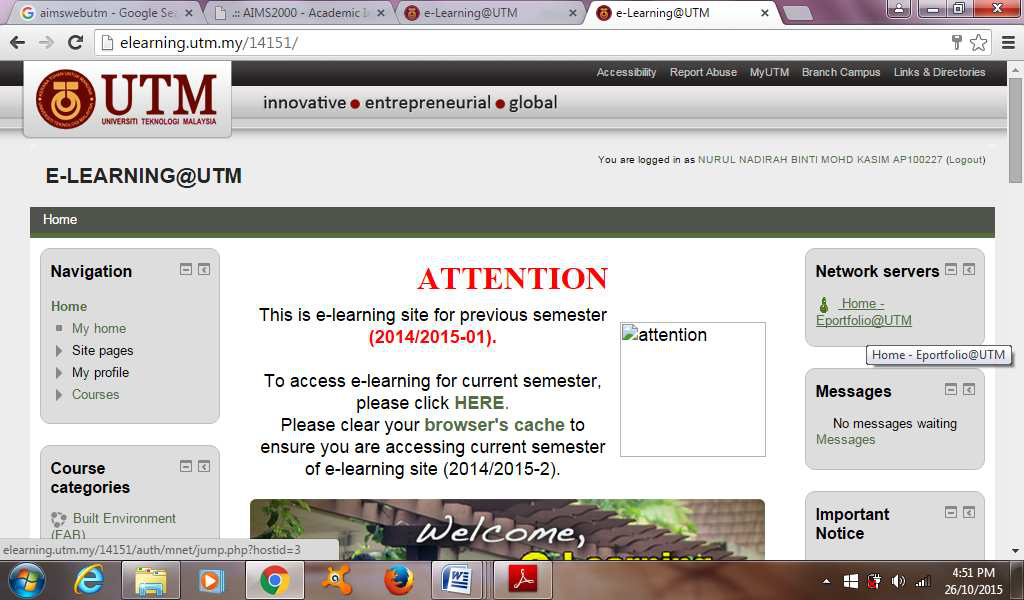 aimswebutm - Google Sea
.:: AIMS2000 - Academic I
e-Learning@UTM
e-Learning@UTM
elearning.utm.my/14151/
Accessibility Report Abuse MyUTM Branch Campus Links & Directories
UTM
UNIVERSITI TEKNOLOGI MALAYSIA
innovative ● entrepreneurial ● global
You are logged in as NURUL NADIRAH BINTI MOHD KASIM AP100227 (Logout)
E-LEARNING@UTM
Home
Navigation
Home
My home
Site pages
My profile
Courses
Course
categories
Built Environment
(FAB)
ATTENTION
This is e-learning site for previous semester
(2014/2015-01).
To access e-learning for current semester,
please click HERE.
Please clear your browser's cache to
ensure you are accessing current semester
of e-learning site (2014/2015-2).
attention
Welcome,
Network servers
Home -
Eportfolio@UTM
Home - Eportfolio@UTM
Messages
No messages waiting
Messages
Important
Notice
elearning.utm.my/14151/auth/mnet/jump.php?hostid=3
4:51 PM
26/10/2015